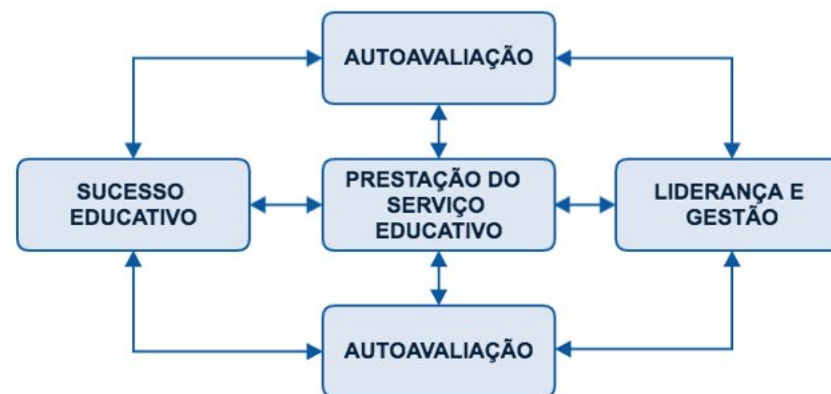 AUTOAVALIAÇÃO
SUCESSO
EDUCATIVO
PRESTAÇÃO DO
SERVIÇO
EDUCATIVO
LIDERANÇA E
GESTÃO
AUTOAVALIAÇÃO